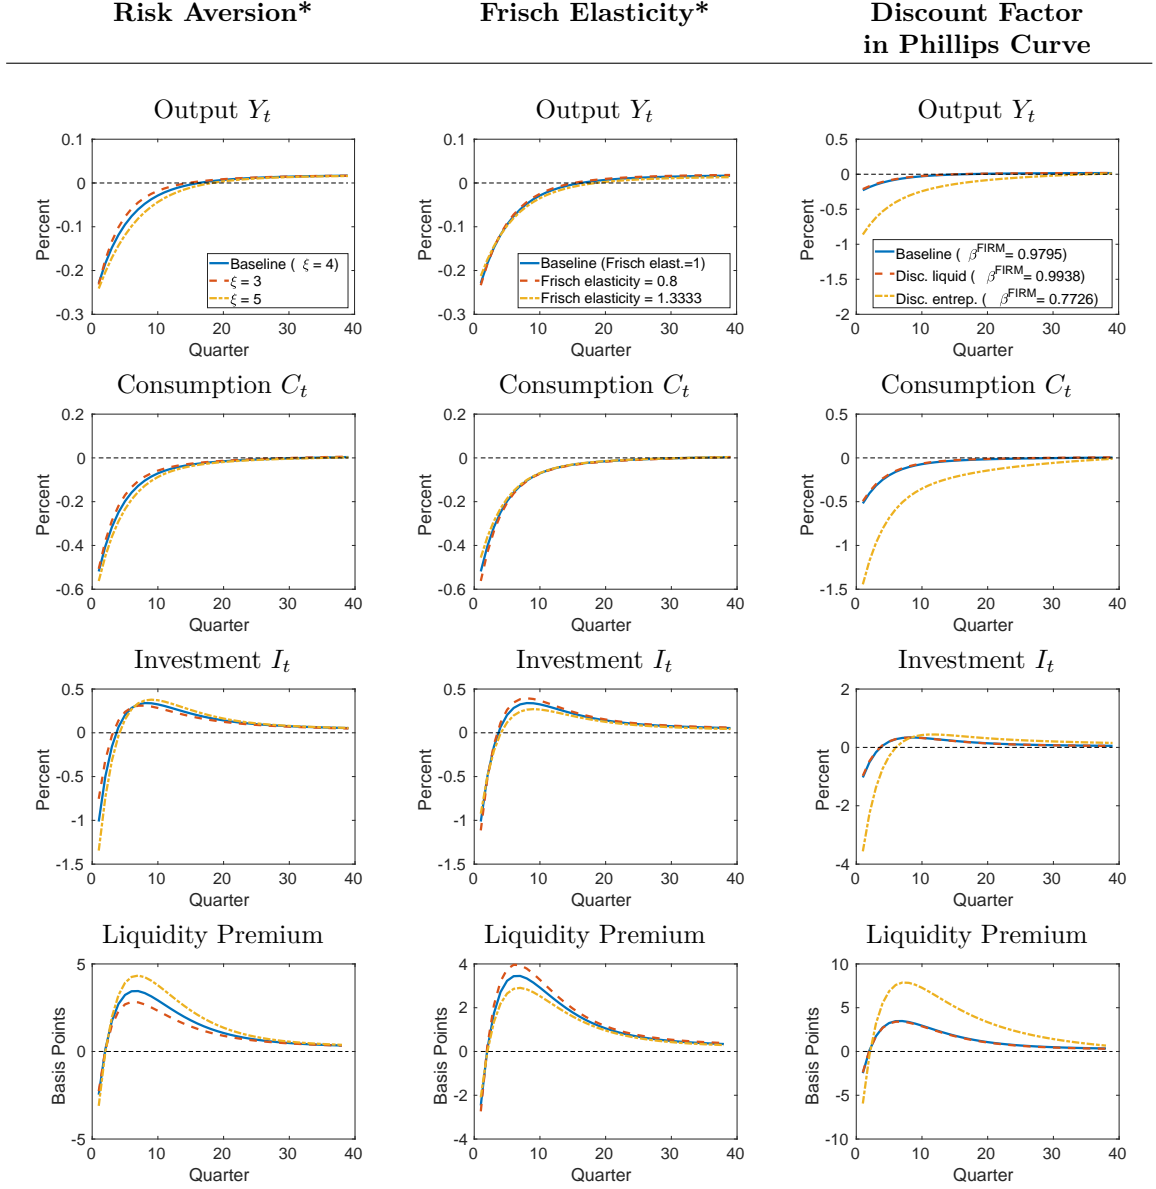 Risk Aversion*
Frisch Elasticity*
Discount Factor
in Phillips Curve
Output Y_t
0.1
0
-0.1
-0.2
-0.3
Percent
Baseline ( ξ = 4)
ξ = 3
ξ = 5
0 10 20 30 40
Quarter
Output Y_t
0.1
0
-0.1
-0.2
-0.3
Percent
Baseline (Frisch elast.=1)
Frisch elasticity = 0.8
Frisch elasticity = 1.3333
0 10 20 30 40
Quarter
Output Y_t
0.5
0
-0.5
-1
-1.5
-2
Percent
Baseline ( β^FIRM = 0.9795)
Disc. liquid ( β^FIRM = 0.9938)
Disc. entrep. ( β^FIRM = 0.7726)
0 10 20 30 40
Quarter
Consumption C_t
0.2
0
-0.2
-0.4
-0.6
Percent
0 10 20 30 40
Quarter
Consumption C_t
0.2
0
-0.2
-0.4
-0.6
Percent
0 10 20 30 40
Quarter
Consumption C_t
0.5
0
-0.5
-1
-1.5
Percent
0 10 20 30 40
Quarter
Investment I_t
0.5
0
-0.5
-1
-1.5
Percent
0 10 20 30 40
Quarter
Investment I_t
0.5
0
-0.5
-1
-1.5
Percent
0 10 20 30 40
Quarter
Investment I_t
2
0
-2
-4
Percent
0 10 20 30 40
Quarter
Liquidity Premium
5
0
-5
Basis Points
0 10 20 30 40
Quarter
Liquidity Premium
4
2
0
-2
-4
Basis Points
0 10 20 30 40
Quarter
Liquidity Premium
10
5
0
-5
-10
Basis Points
0 10 20 30 40
Quarter